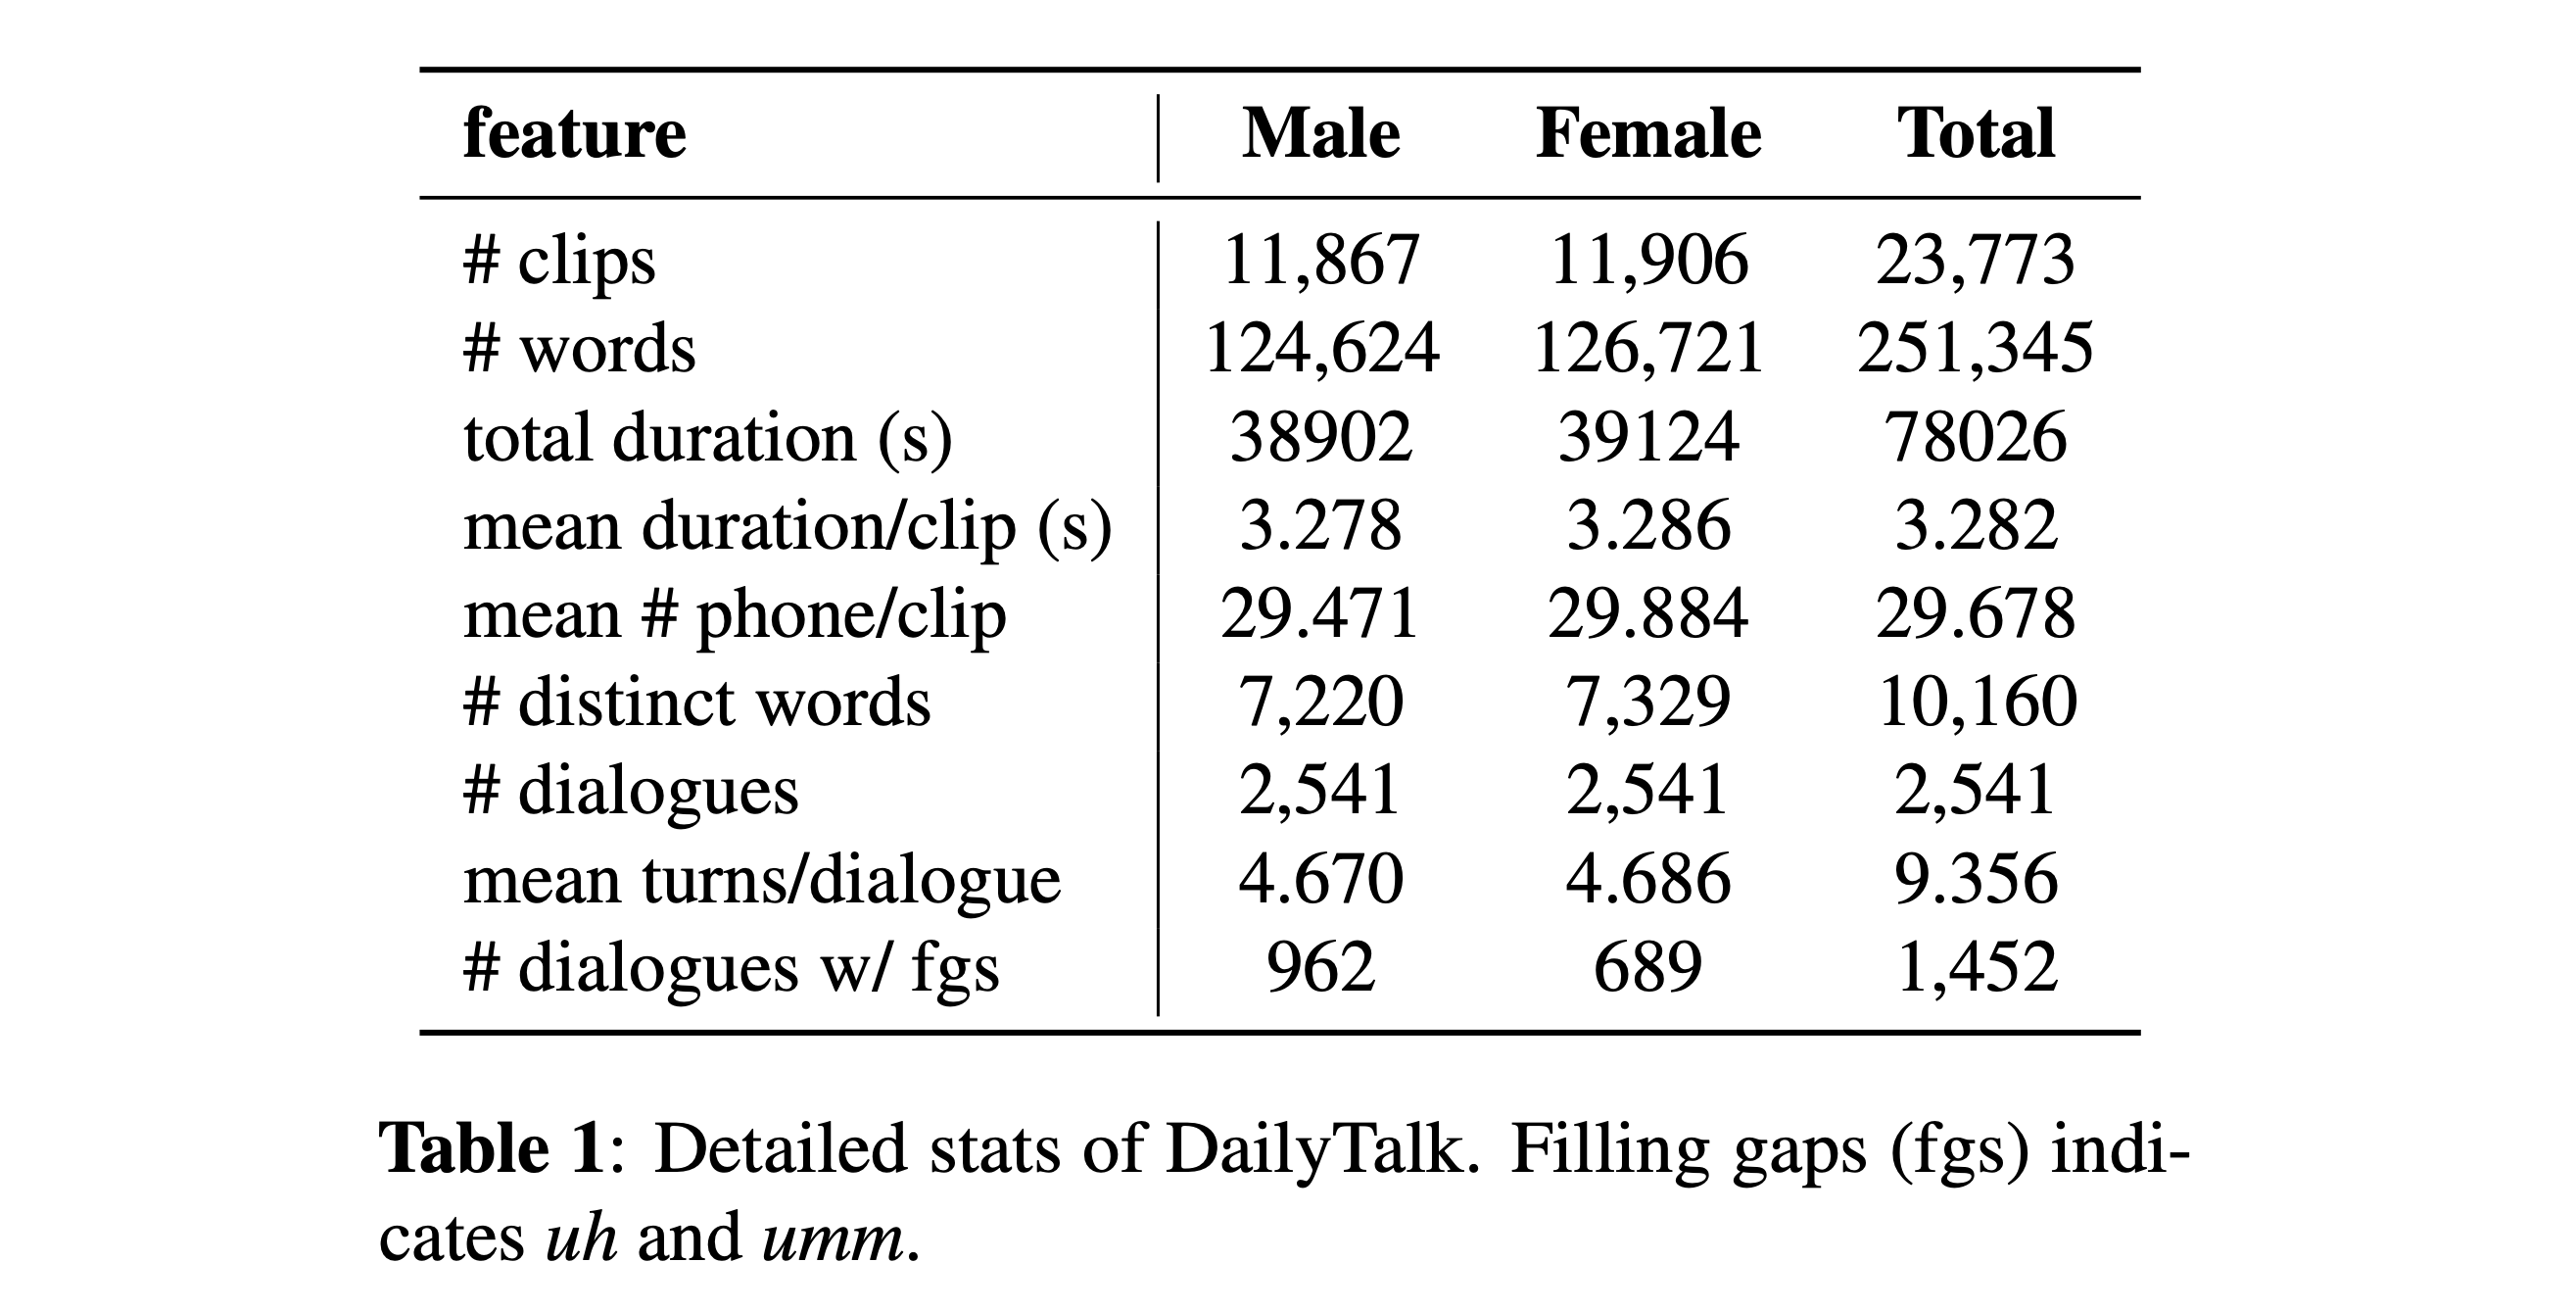 feature Male Female Total
# clips 11,867 11,906 23,773
# words 124,624 126,721 251,345
total duration (s) 38902 39124 78026
mean duration/clip (s) 3.278 3.286 3.282
mean # phone/clip 29.471 29.884 29.678
# distinct words 7,220 7,329 10,160
# dialogues 2,541 2,541 2,541
mean turns/dialogue 4.670 4.686 9.356
# dialogues w/ fgs 962 689 1,452
Table 1: Detailed stats of DailyTalk. Filling gaps (fgs) indi-
cates uh and umm.